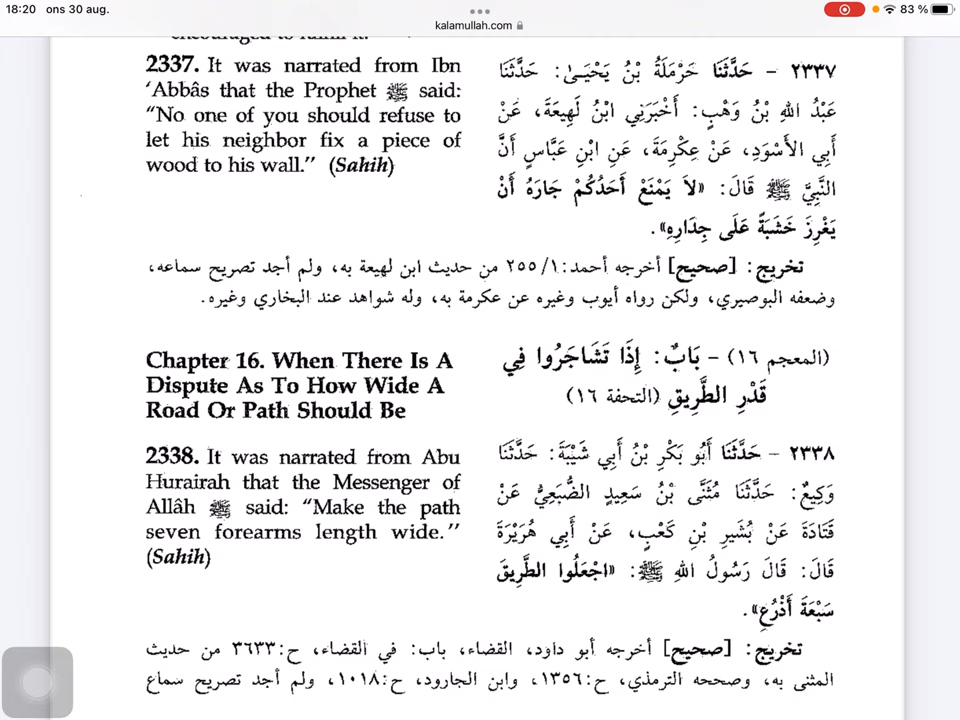 18:20 ons 30 aug.
83 %
kalamullah.com
encouraged to fulfil it.
2337. It was narrated from Ibn
‘Abbâs that the Prophet ﷺ said:
“No one of you should refuse to
let his neighbor fix a piece of
wood to his wall.” (Sahih)
٢٣٣٧ - حَدَّثَنَا حَرْمَلَةُ بْنُ يَحْيَىٰ: حَدَّثَنَا
عَبْدُ اللهِ بْنُ وَهْبٍ: أَخْبَرَنِي ابْنُ لَهِيعَةَ، عَنْ
أَبِي الأَسْوَدِ، عَنْ عِكْرِمَةَ، عَنِ ابْنِ عَبَّاسٍ أَنَّ
النَّبِيَّ ﷺ قَالَ: «لاَ يَمْنَعْ أَحَدُكُمْ جَارَهُ أَنْ
يَغْرِزَ خَشَبَةً عَلَى جِدَارِهِ».
تخريج: [صحيح] أخرجه أحمد:١/ ٢٥٥ من حديث ابن لهيعة به، ولم أجد تصريح سماعه،
وضعفه البوصيري، ولكن رواه أيوب وغيره عن عكرمة به، وله شواهد عند البخاري وغيره.
Chapter 16. When There Is A
Dispute As To How Wide A
Road Or Path Should Be
(المعجم ١٦) - بَابٌ: إِذَا تَشَاجَرُوا فِي
قَدْرِ الطَّرِيقِ (التحفة ١٦)
2338. It was narrated from Abu
Hurairah that the Messenger of
Allâh ﷺ said: “Make the path
seven forearms length wide.”
(Sahih)
٢٣٣٨ - حَدَّثَنَا أَبُو بَكْرِ بْنُ أَبِي شَيْبَةَ: حَدَّثَنَا
وَكِيعٌ: حَدَّثَنَا مُثَنَّى بْنُ سَعِيدٍ الضُّبَعِيُّ عَنْ
قَتَادَةَ عَنْ بُشَيرِ بْنِ كَعْبٍ، عَنْ أَبِي هُرَيْرَةَ
قَالَ: قَالَ رَسُولُ اللهِ ﷺ: «اجْعَلُوا الطَّرِيقَ
سَبْعَةَ أَذْرُعٍ».
تخريج: [صحيح] أخرجه أبو داود، القضاء، باب: في القضاء، ح:٣٦٣٣ من حديث
المثنى به، وصححه الترمذي، ح:١٣٥٦، وابن الجارود، ح:١٠١٨، ولم أجد تصريح سماع